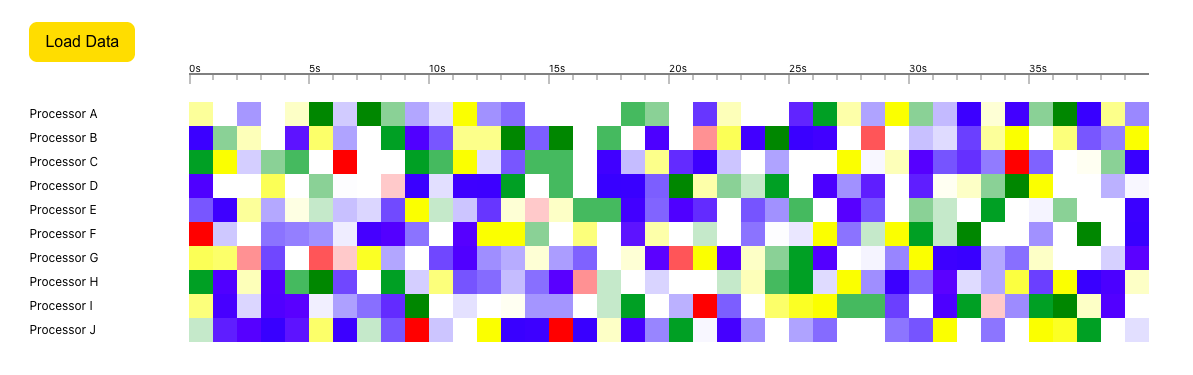 Load Data
0s 5s 10s 15s 20s 25s 30s 35s
Processor A
Processor B
Processor C
Processor D
Processor E
Processor F
Processor G
Processor H
Processor I
Processor J